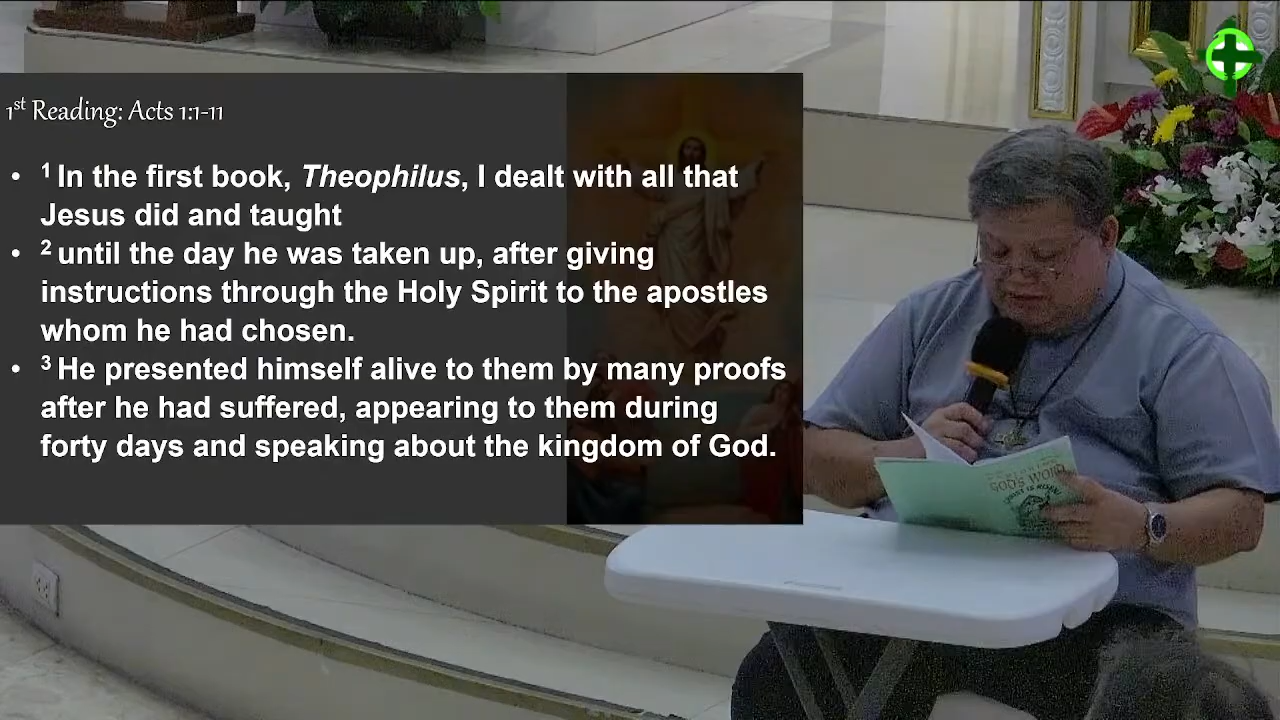 1st Reading: Acts 1:1-11
• 1 In the first book, Theophilus, I dealt with all that
Jesus did and taught
• 2 until the day he was taken up, after giving
instructions through the Holy Spirit to the apostles
whom he had chosen.
• 3 He presented himself alive to them by many proofs
after he had suffered, appearing to them during
forty days and speaking about the kingdom of God.